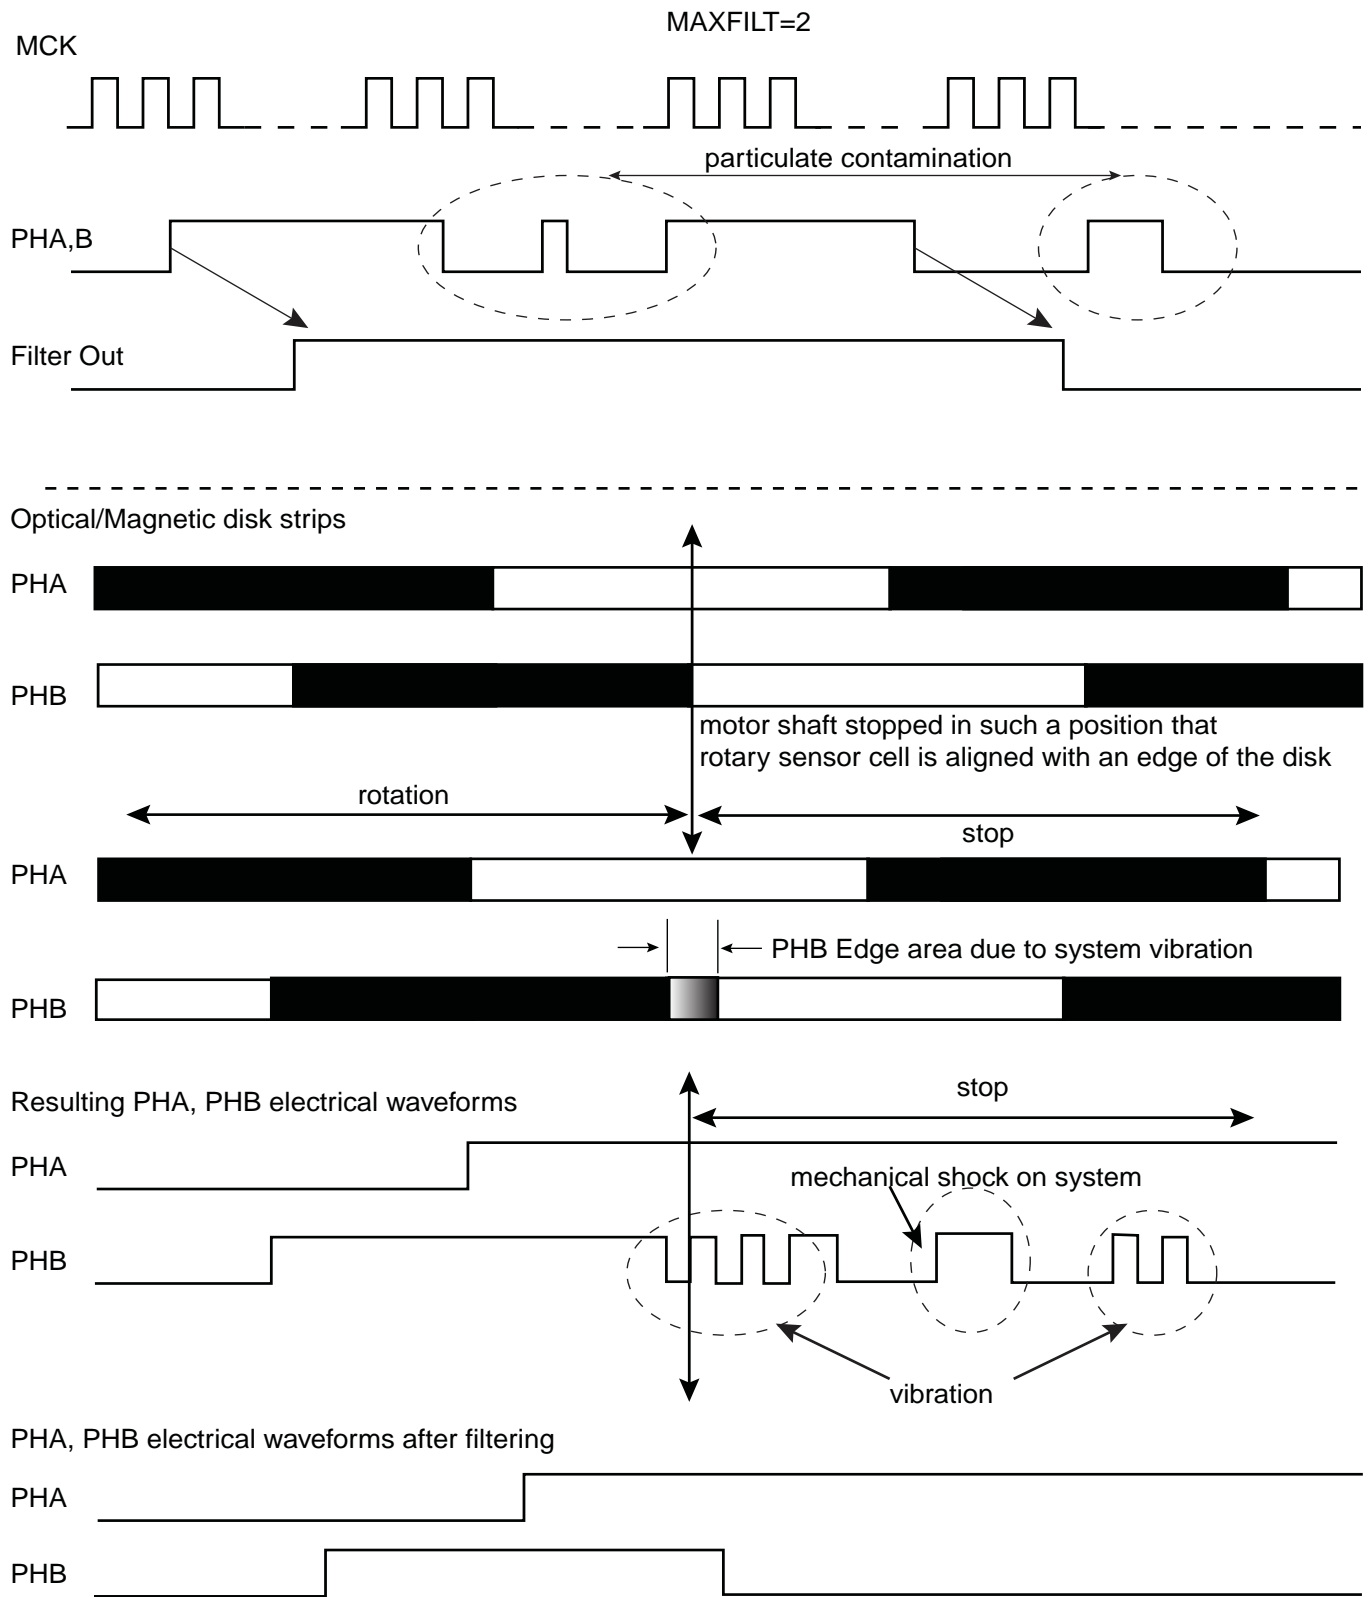 MAXFILT=2
MCK
particulate contamination
PHA,B
Filter Out
Optical/Magnetic disk strips
PHA
PHB
motor shaft stopped in such a position that
rotary sensor cell is aligned with an edge of the disk
rotation
stop
PHA
PHB Edge area due to system vibration
PHB
Resulting PHA, PHB electrical waveforms
stop
PHA
mechanical shock on system
PHB
vibration
PHA, PHB electrical waveforms after filtering
PHA
PHB